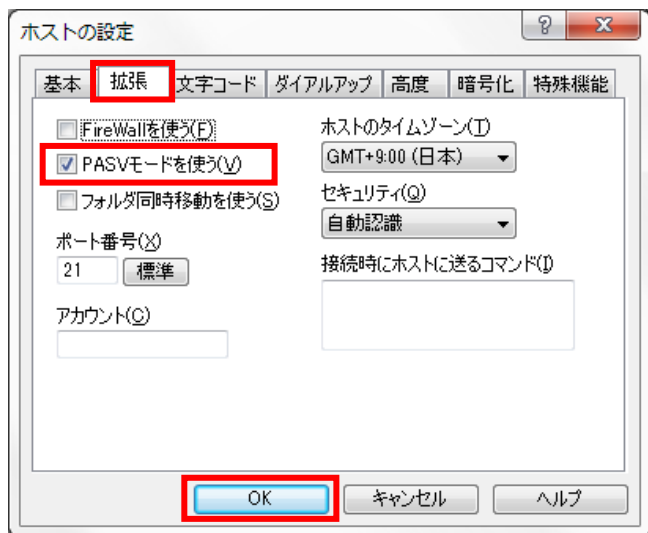 ホストの設定
基本 拡張 文字コード ダイアルアップ 高度 暗号化 特殊機能
FireWallを使う(F)
PASVモードを使う(V)
フォルダ同時移動を使う(S)
ポート番号(X)
21 標準
アカウント(C)
ホストのタイムゾーン(T)
GMT+9:00 (日本)
セキュリティ(Q)
自動認識
接続時にホストに送るコマンド(I)
OK キャンセル ヘルプ